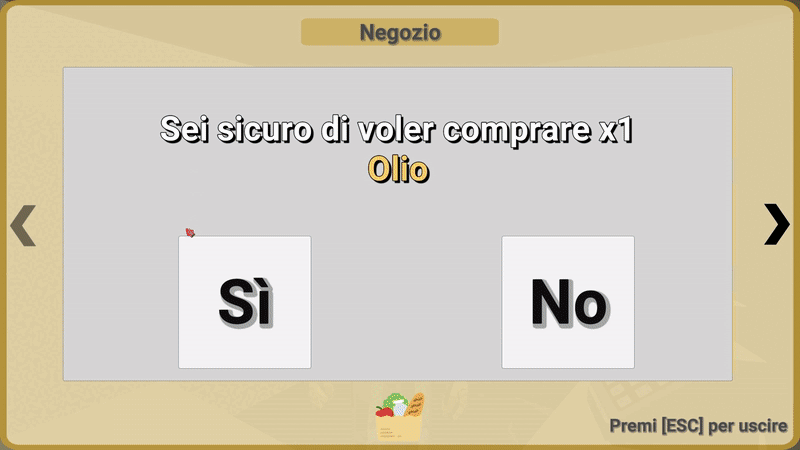 Negozio
Sei sicuro di voler comprare x1
Olio
Sì
No
Premi [ESC] per uscire